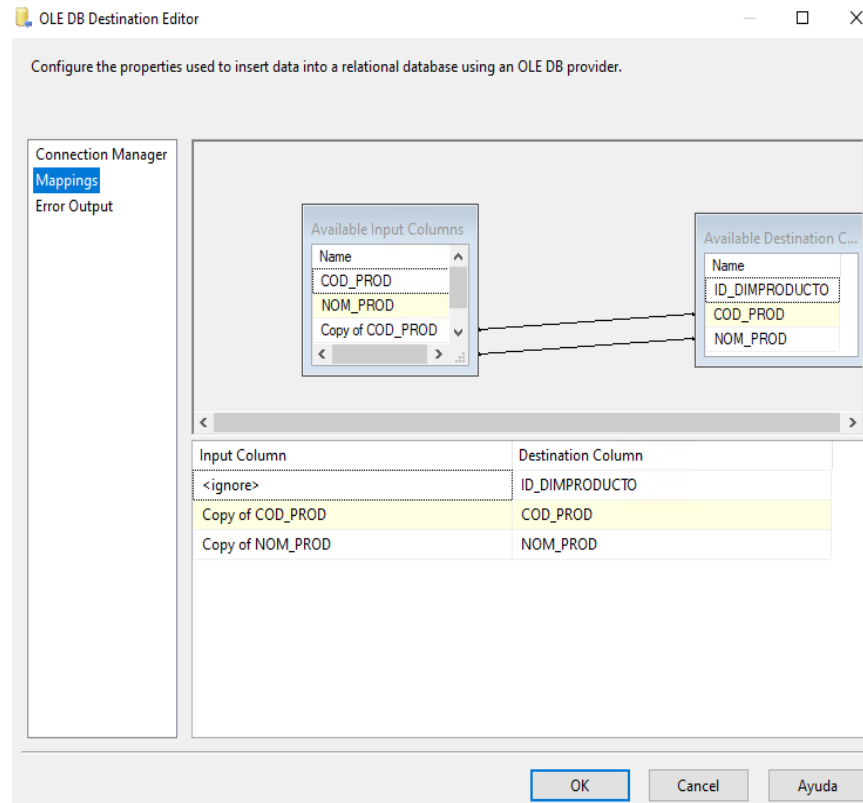 OLE DB Destination Editor
Configure the properties used to insert data into a relational database using an OLE DB provider.
Connection Manager
Mappings
Error Output
Available Input Columns
Name
COD_PROD
NOM_PROD
Copy of COD_PROD
Available Destination C...
Name
ID_DIMPRODUCTO
COD_PROD
NOM_PROD
Input Column Destination Column
<ignore> ID_DIMPRODUCTO
Copy of COD_PROD COD_PROD
Copy of NOM_PROD NOM_PROD
OK Cancel Ayuda